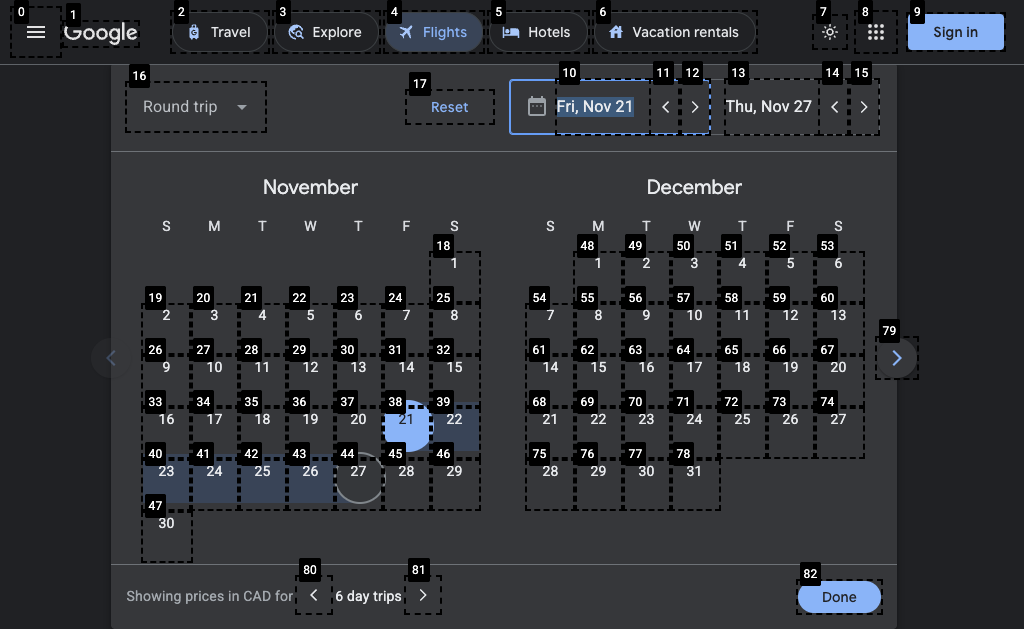 0 1 2 3 4 5 6 7 8 9
Google Travel Explore Flights Hotels Vacation rentals Sign in
16 17 10 11 12 13 14 15
Round trip Reset Fri, Nov 21 Thu, Nov 27
November
S M T W T F S
18
1
19 20 21 22 23 24 25
2 3 4 5 6 7 8
26 27 28 29 30 31 32
9 10 11 12 13 14 15
33 34 35 36 37 38 39
16 17 18 19 20 21 22
40 41 42 43 44 45 46
23 24 25 26 27 28 29
47
30
December
S M T W T F S
48 49 50 51 52 53
1 2 3 4 5 6
54 55 56 57 58 59 60
7 8 9 10 11 12 13
61 62 63 64 65 66 67
14 15 16 17 18 19 20
68 69 70 71 72 73 74
21 22 23 24 25 26 27
75 76 77 78
28 29 30 31
79
80 81 82
Showing prices in CAD for 6 day trips Done